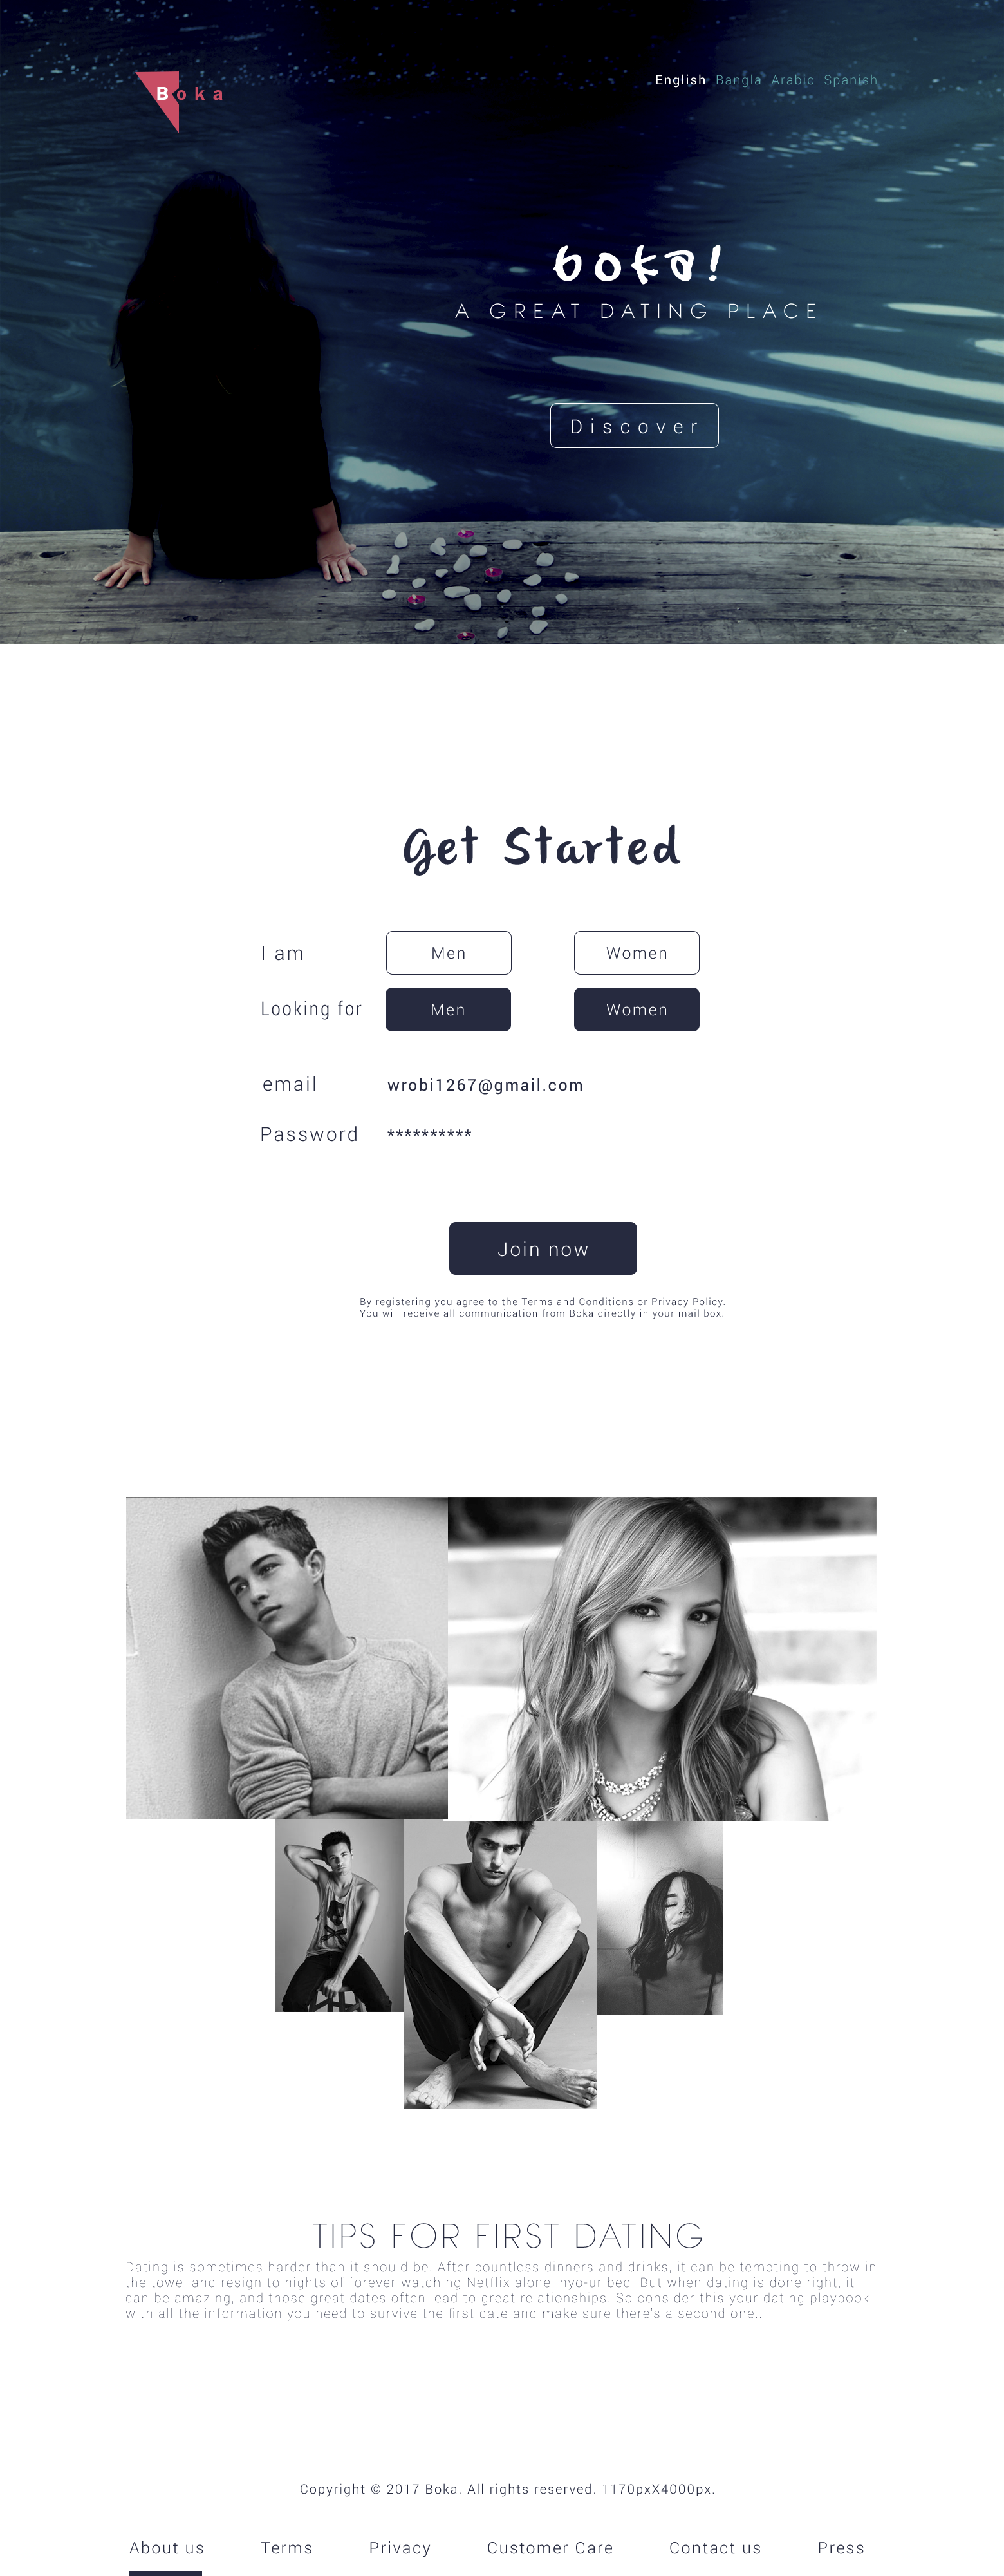 Boka
English Bangla Arabic Spanish
boka!
A GREAT DATING PLACE
Discover
Get Started
I am Men Women
Looking for Men Women
email wrobi1267@gmail.com
Password **********
Join now
By registering you agree to the Terms and Conditions or Privacy Policy.
You will receive all communication from Boka directly in your mail box.
TIPS FOR FIRST DATING
Dating is sometimes harder than it should be. After countless dinners and drinks, it can be tempting to throw in
the towel and resign to nights of forever watching Netflix alone inyo-ur bed. But when dating is done right, it
can be amazing, and those great dates often lead to great relationships. So consider this your dating playbook,
with all the information you need to survive the first date and make sure there's a second one..
Copyright © 2017 Boka. All rights reserved. 1170pxX4000px.
About us Terms Privacy Customer Care Contact us Press